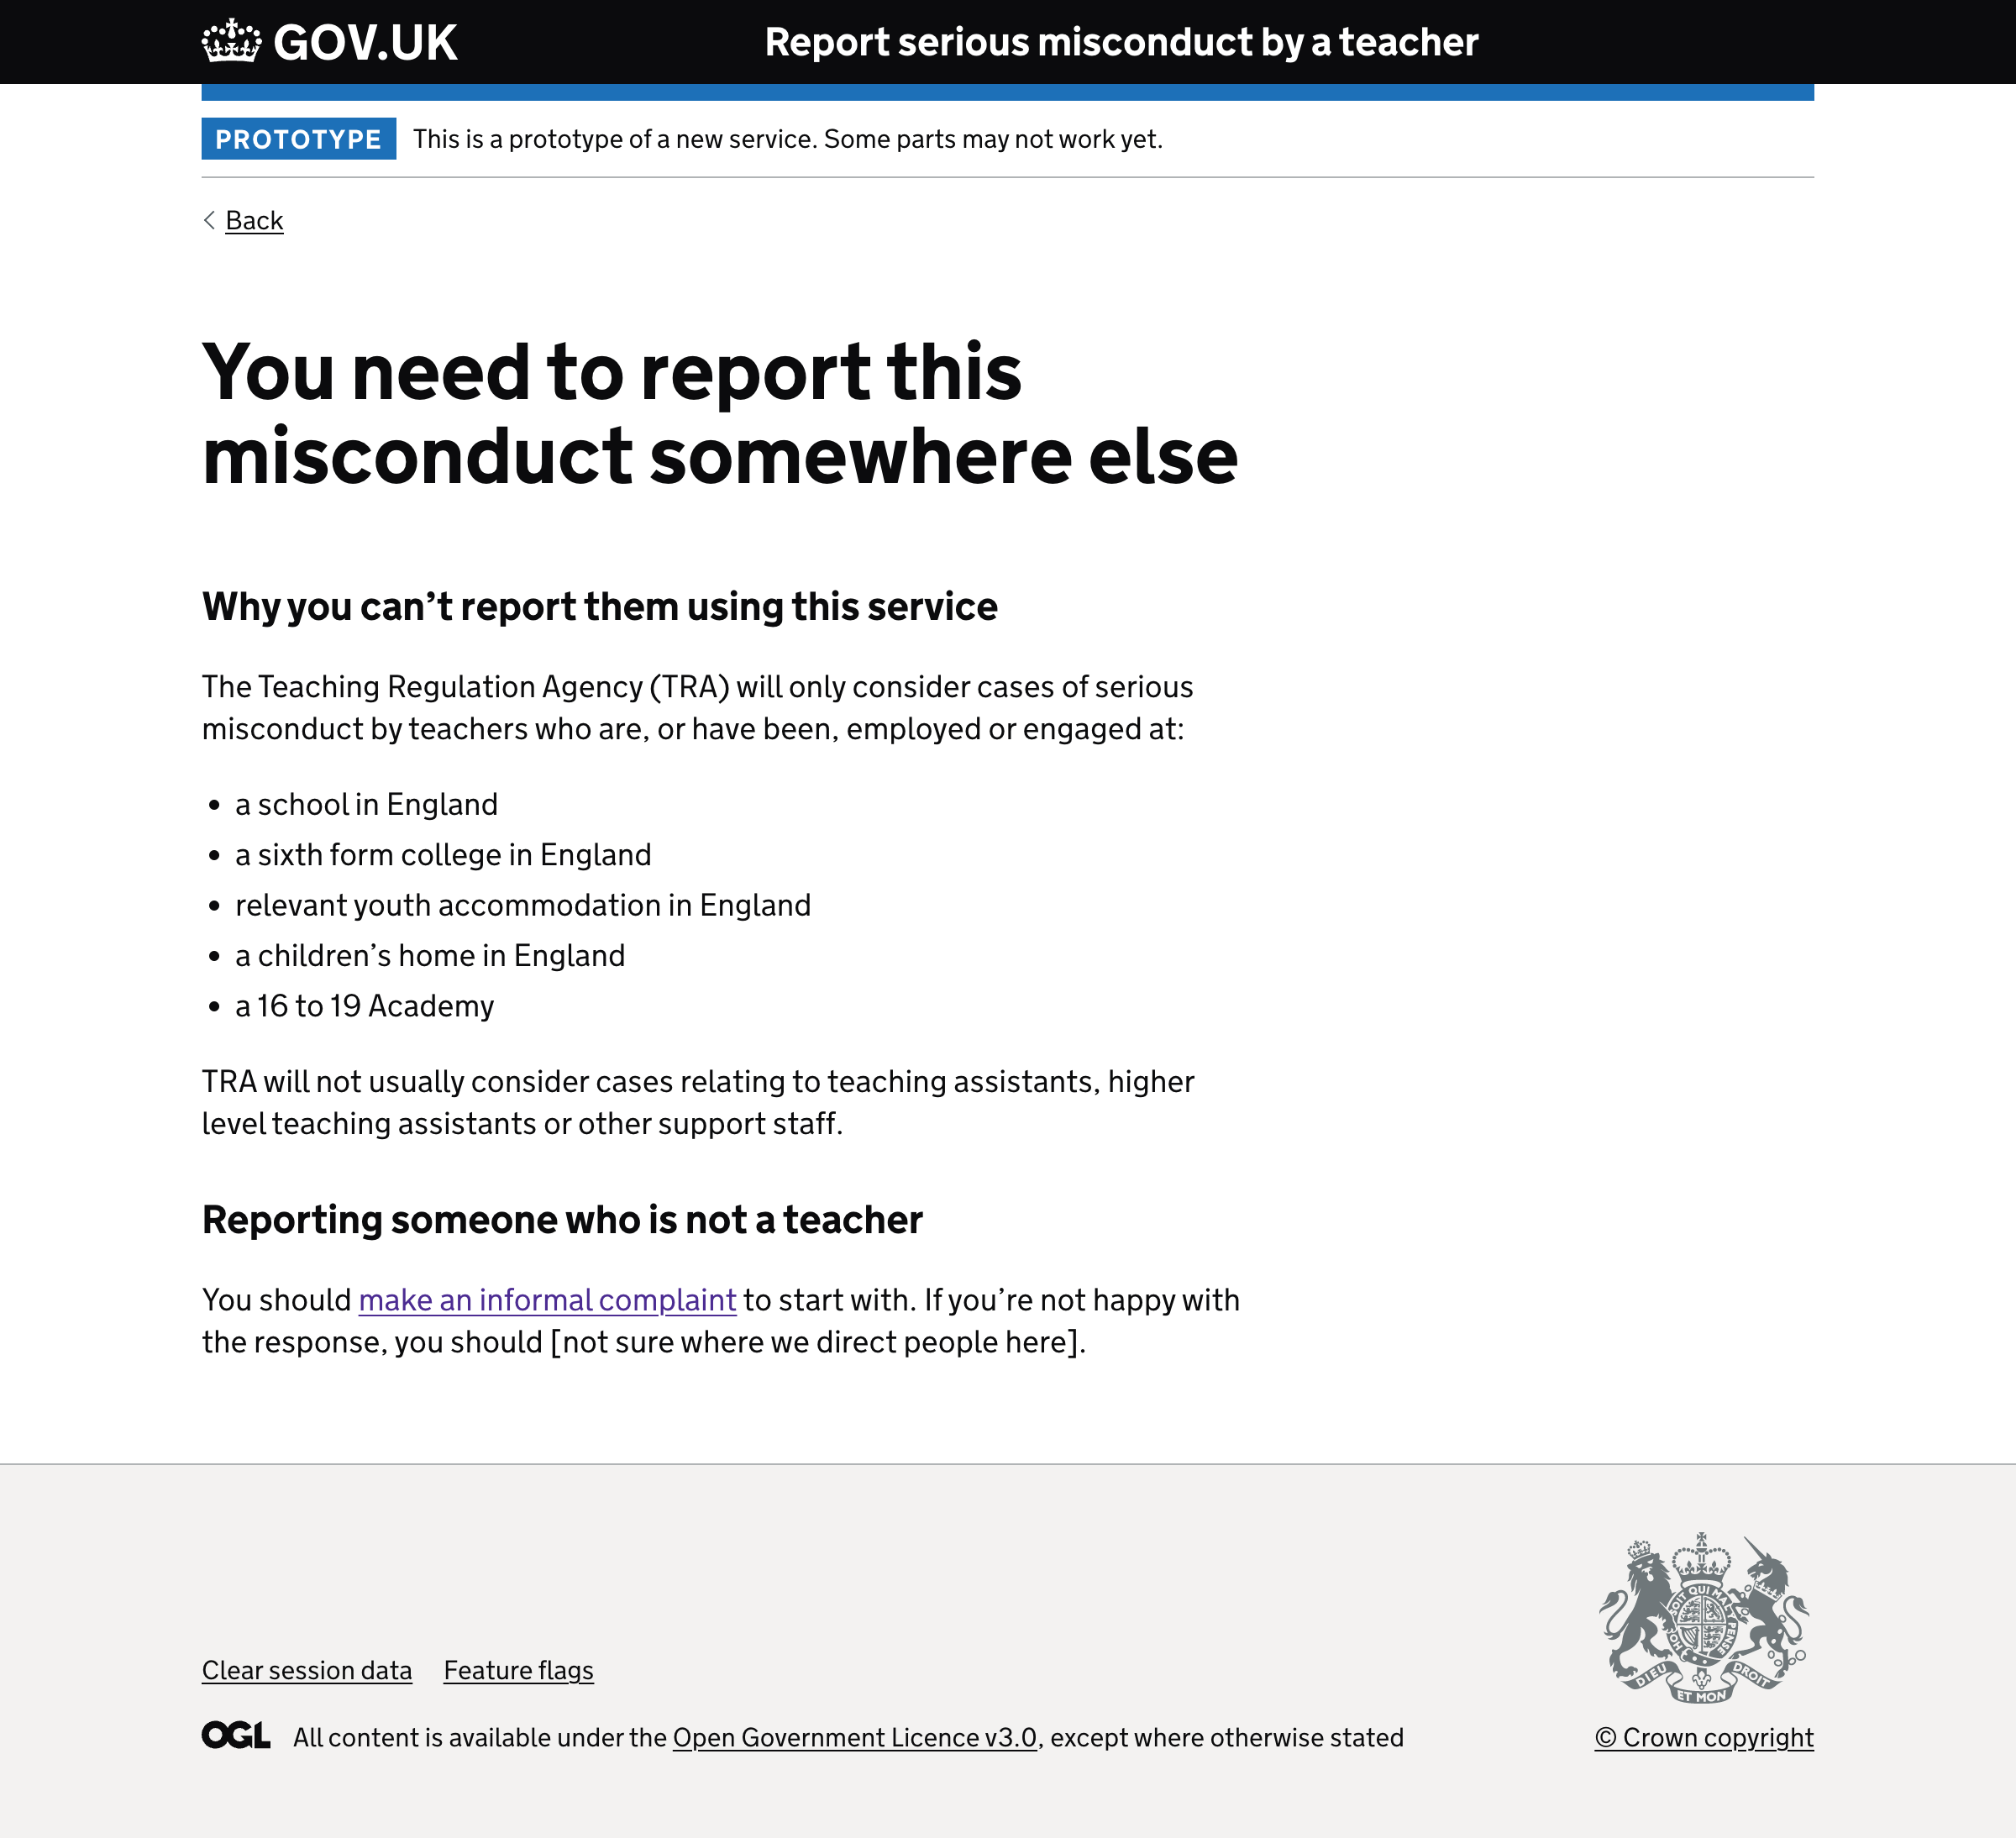 GOV.UK
Report serious misconduct by a teacher
PROTOTYPE
This is a prototype of a new service. Some parts may not work yet.
Back
You need to report this
misconduct somewhere else
Why you can’t report them using this service
The Teaching Regulation Agency (TRA) will only consider cases of serious
misconduct by teachers who are, or have been, employed or engaged at:
• a school in England
• a sixth form college in England
• relevant youth accommodation in England
• a children’s home in England
• a 16 to 19 Academy
TRA will not usually consider cases relating to teaching assistants, higher
level teaching assistants or other support staff.
Reporting someone who is not a teacher
You should make an informal complaint to start with. If you’re not happy with
the response, you should [not sure where we direct people here].
HONI SOIT QUI MAL Y PENSE
DIEU ET MON DROIT
Clear session data
Feature flags
OGL
All content is available under the Open Government Licence v3.0, except where otherwise stated
© Crown copyright